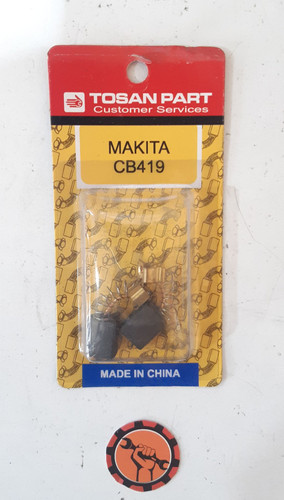 TOSAN PART
Customer Services
MAKITA
CB419
MADE IN CHINA